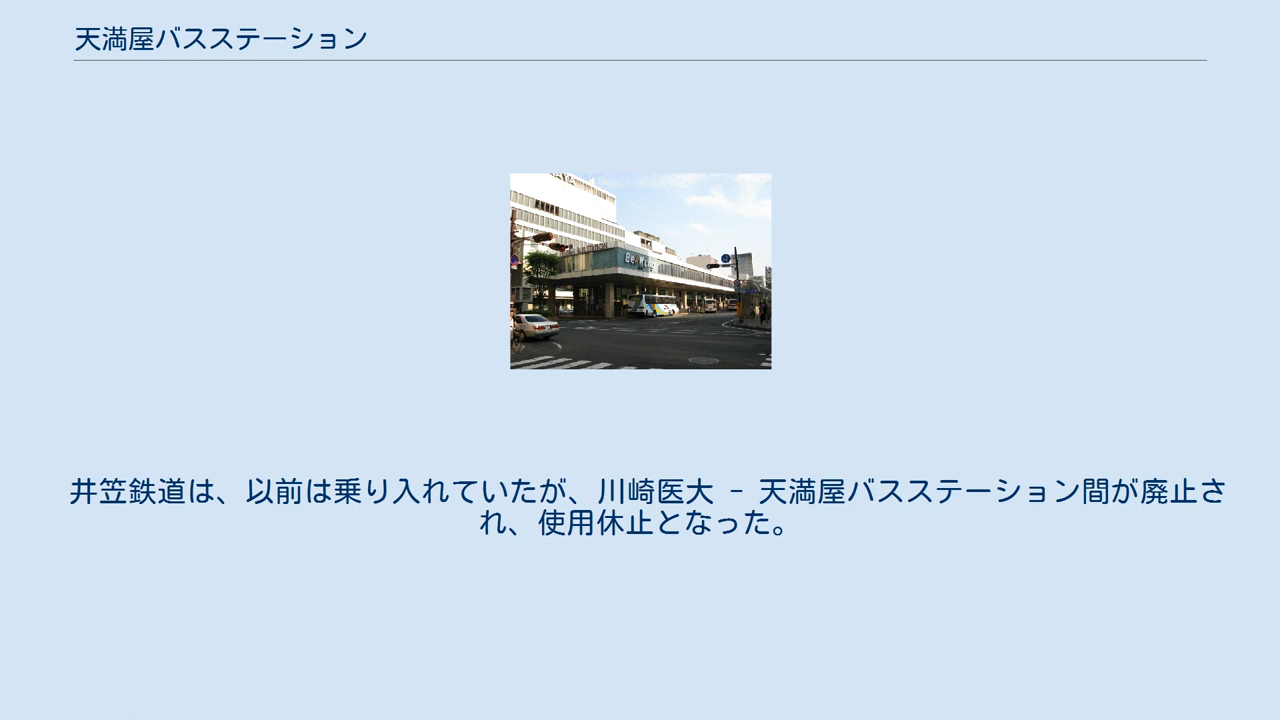 天満屋バスステーション
井笠鉄道は、以前は乗り入れていたが、川崎医大 - 天満屋バスステーション間が廃止さ
れ、使用休止となった。